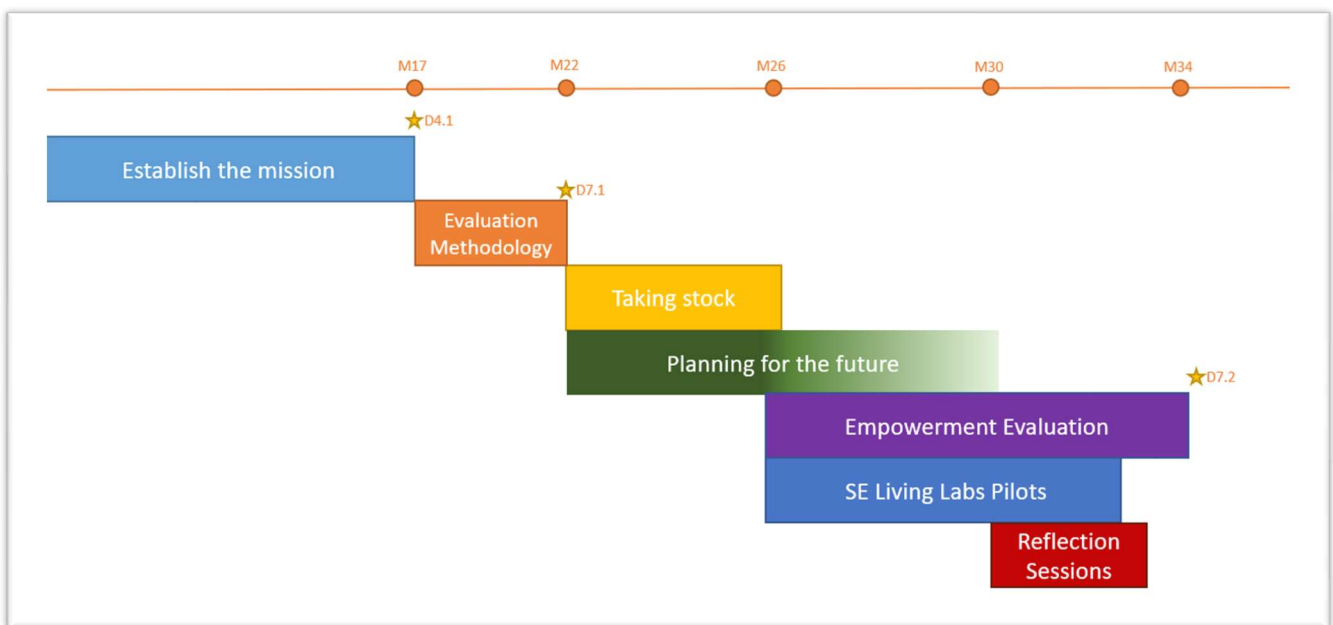 M17
M22
M26
M30
M34
D4.1
Establish the mission
D7.1
Evaluation
Methodology
Taking stock
Planning for the future
D7.2
Empowerment Evaluation
SE Living Labs Pilots
Reflection
Sessions